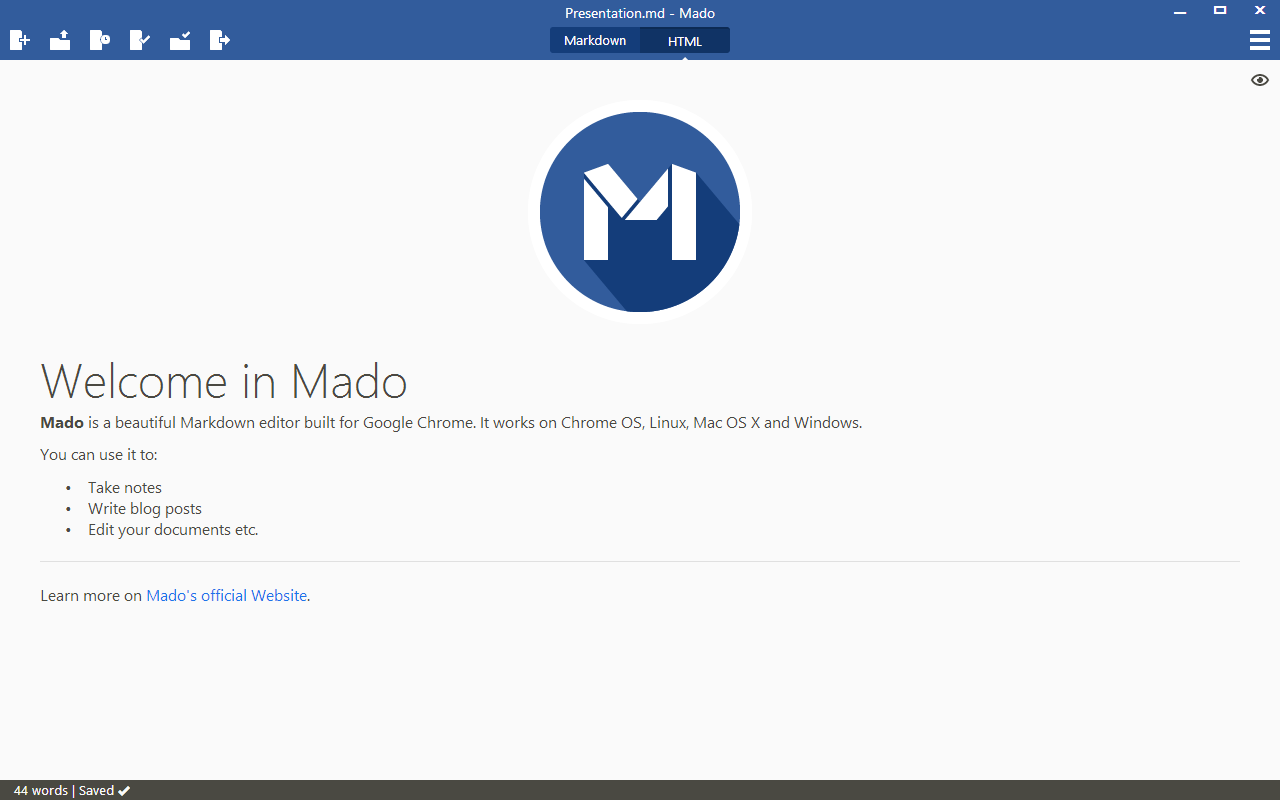 Presentation.md - Mado
Markdown HTML
M
Welcome in Mado
Mado is a beautiful Markdown editor built for Google Chrome. It works on Chrome OS, Linux, Mac OS X and Windows.
You can use it to:
• Take notes
• Write blog posts
• Edit your documents etc.
Learn more on Mado's official Website.
44 words | Saved ✔